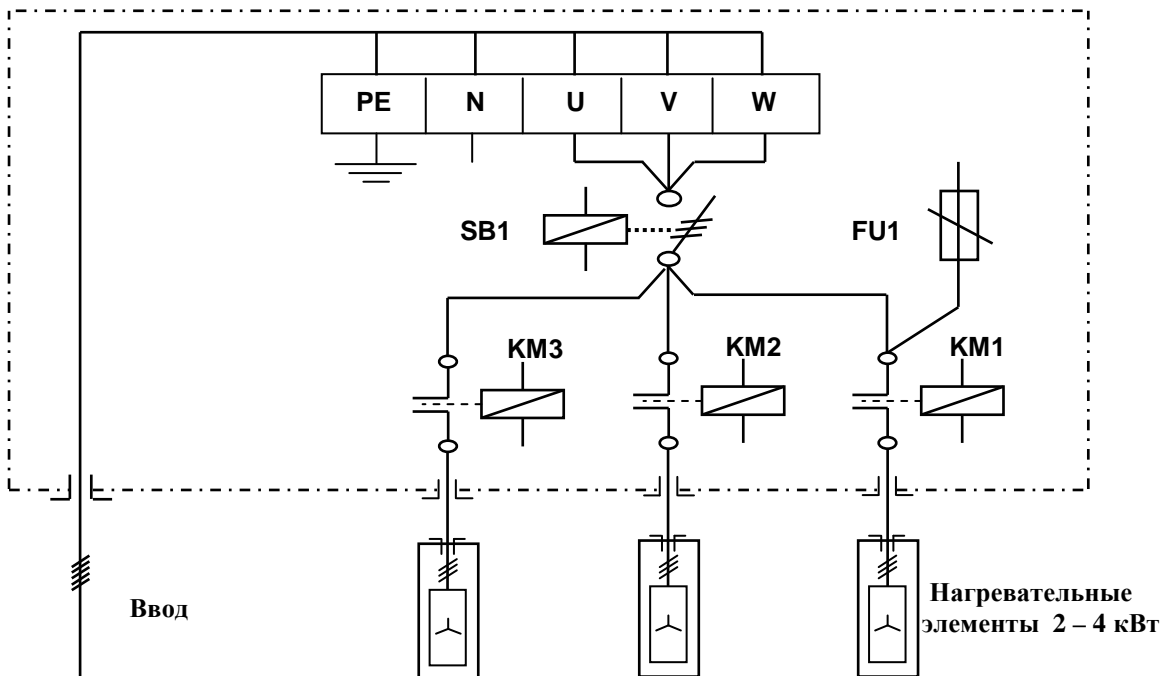 PE N U V W
SB1
FU1
KM3
KM2
KM1
Ввод
Нагревательные
элементы 2 – 4 кВт